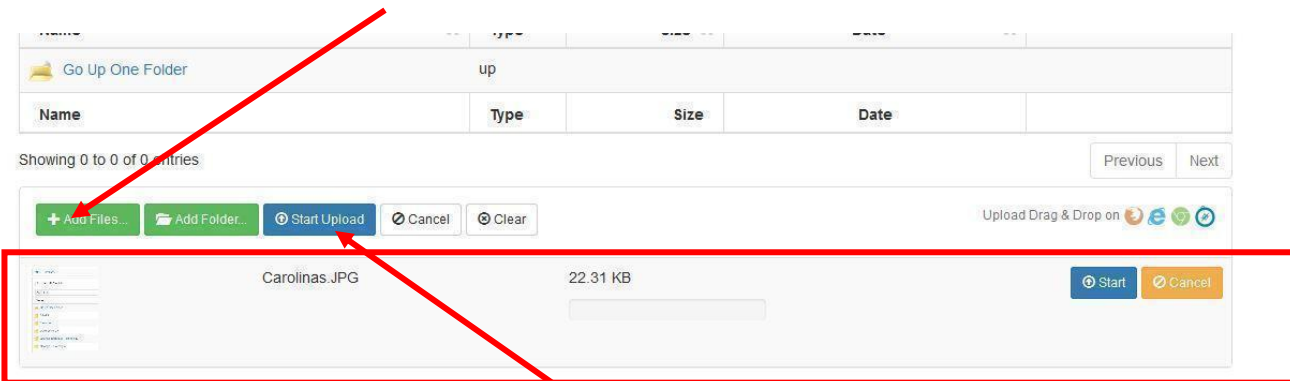 Go Up One Folder up
Name Type Size Date
Showing 0 to 0 of 0 entries
Previous Next
Add Files... Add Folder... Start Upload Cancel Clear
Upload Drag & Drop on
Carolinas.JPG 22.31 KB Start Cancel